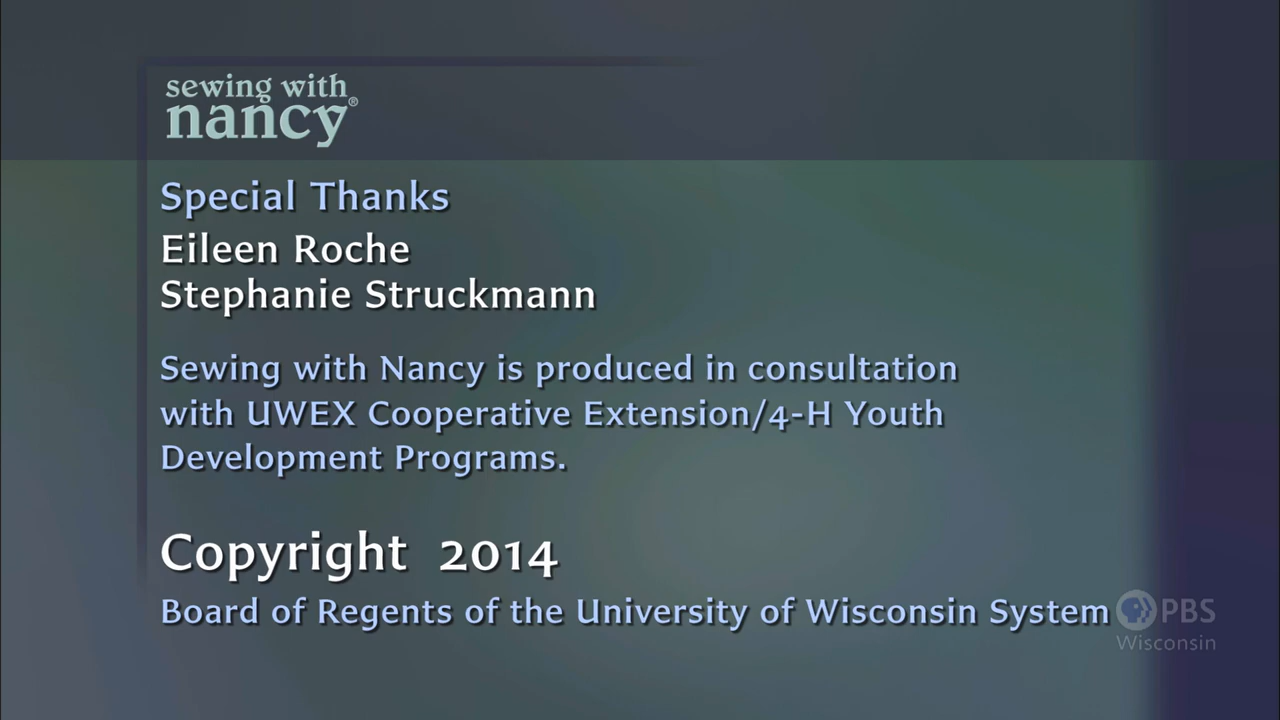 sewing with
nancy®
Special Thanks
Eileen Roche
Stephanie Struckmann
Sewing with Nancy is produced in consultation
with UWEX Cooperative Extension/4-H Youth
Development Programs.
Copyright 2014
Board of Regents of the University of Wisconsin System
PBS
Wisconsin